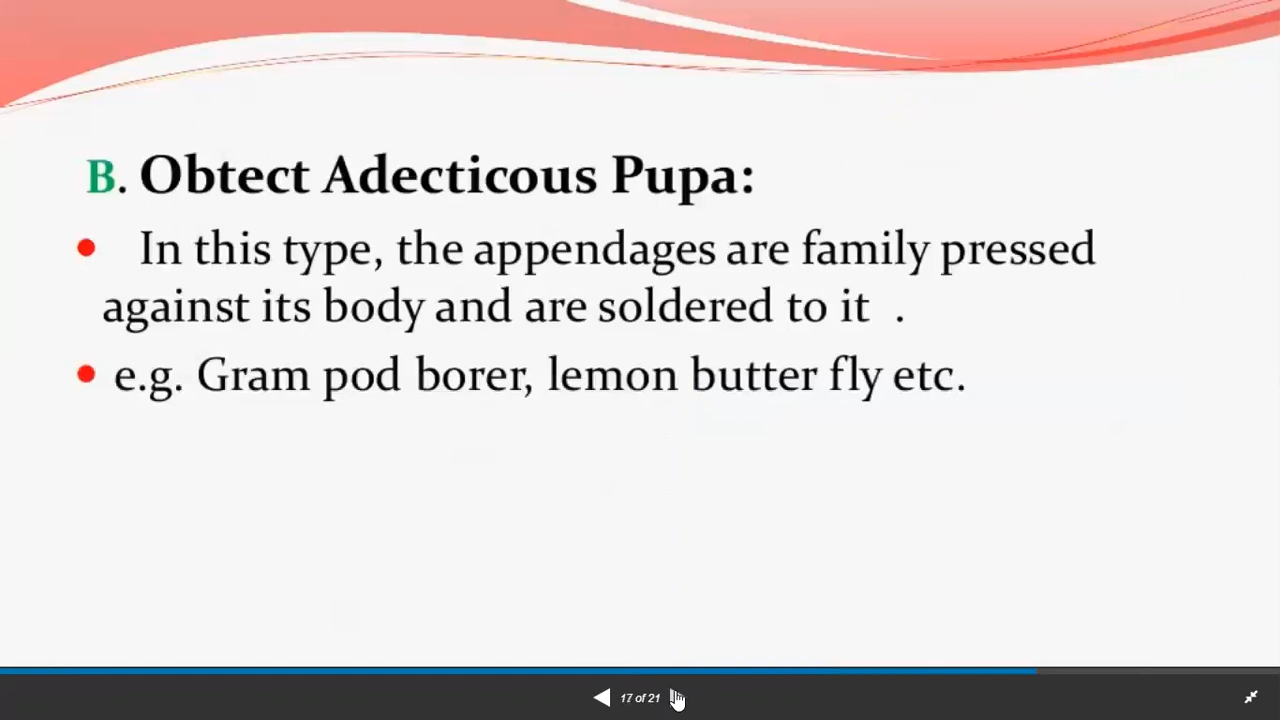 B. Obtect Adecticous Pupa:
In this type, the appendages are family pressed
against its body and are soldered to it .
e.g. Gram pod borer, lemon butter fly etc.
17 of 21